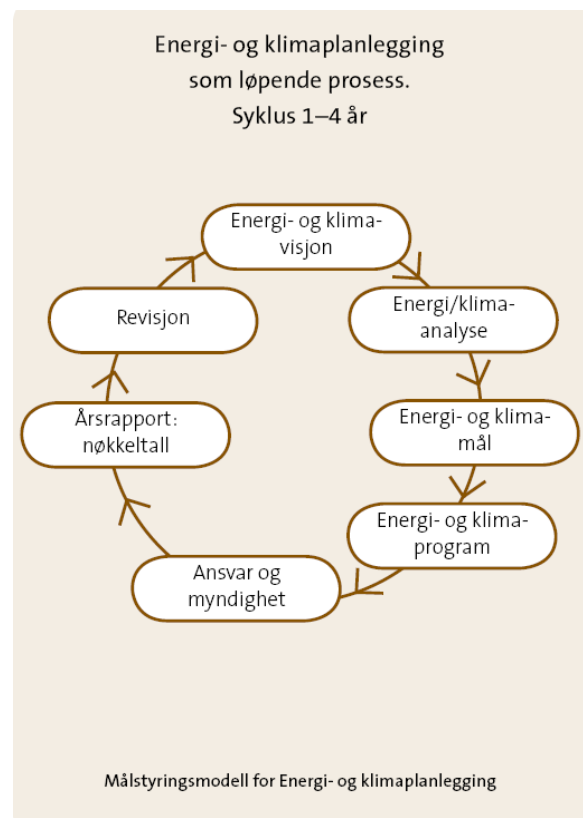 Energi- og klimaplanlegging
som løpende prosess.
Syklus 1–4 år
Energi- og klima-
visjon
Energi/klima-
analyse
Energi- og klima-
mål
Energi- og klima-
program
Ansvar og
myndighet
Årsrapport:
nøkkeltall
Revisjon
Målstyringsmodell for Energi- og klimaplanlegging